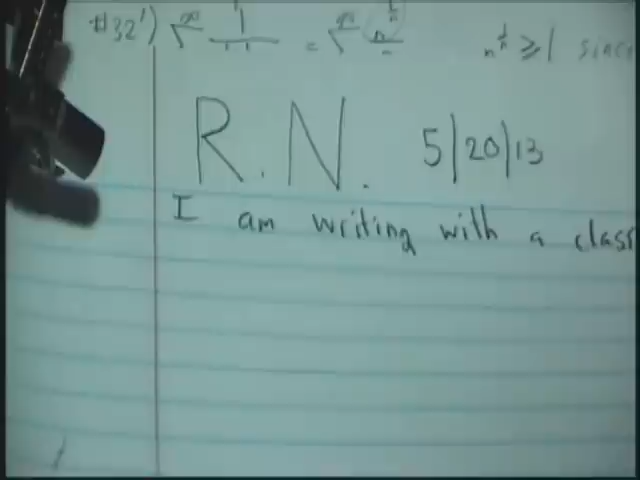 #32')
n^{1/n} ≥ 1 since
R. N. 5|20|13
I am writing with a class